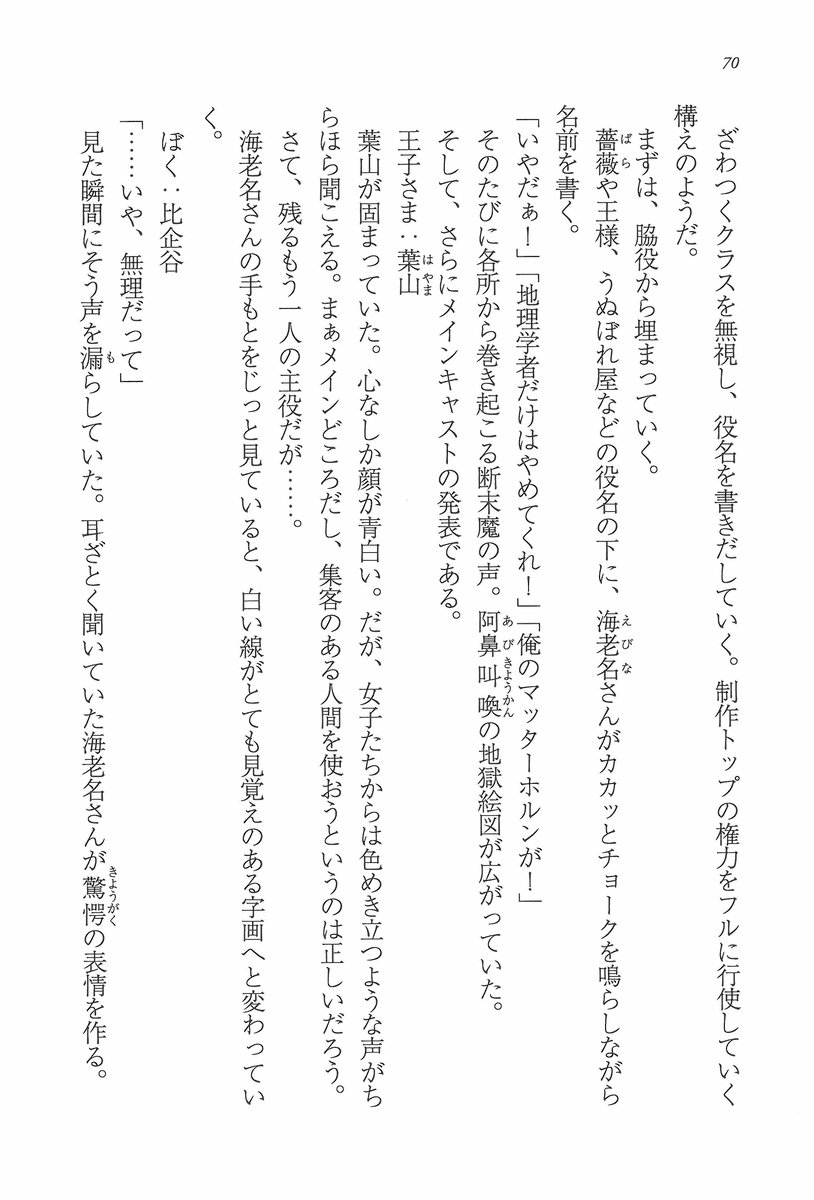 70
ざわつくクラスを無視し、役名を書きだしていく。制作トップの権力をフルに行使していく
構えのようだ。
まずは、脇役から埋まっていく。
薔薇や王様、うぬぼれ屋などの役名の下に、海老名さんがカカッとチョークを鳴らしながら
名前を書く。
「いやだぁ！」「地理学者だけはやめてくれ！」「俺のマッターホルンが！」
そのたびに各所から巻き起こる断末魔の声。阿鼻叫喚の地獄絵図が広がっていた。
そして、さらにメインキャストの発表である。
王子さま：葉山
葉山が固まっていた。心なしか顔が青白い。だが、女子たちからは色めき立つような声がち
らほら聞こえる。まぁメインどころだし、集客のある人間を使おうというのは正しいだろう。
さて、残るもう一人の主役だが……。
海老名さんの手もとをじっと見ていると、白い線がとても見覚えのある字画へと変わってい
く。
ぼく：比企谷
「……いや、無理だって」
見た瞬間にそう声を漏らしていた。耳ざとく聞いていた海老名さんが驚愕の表情を作る。